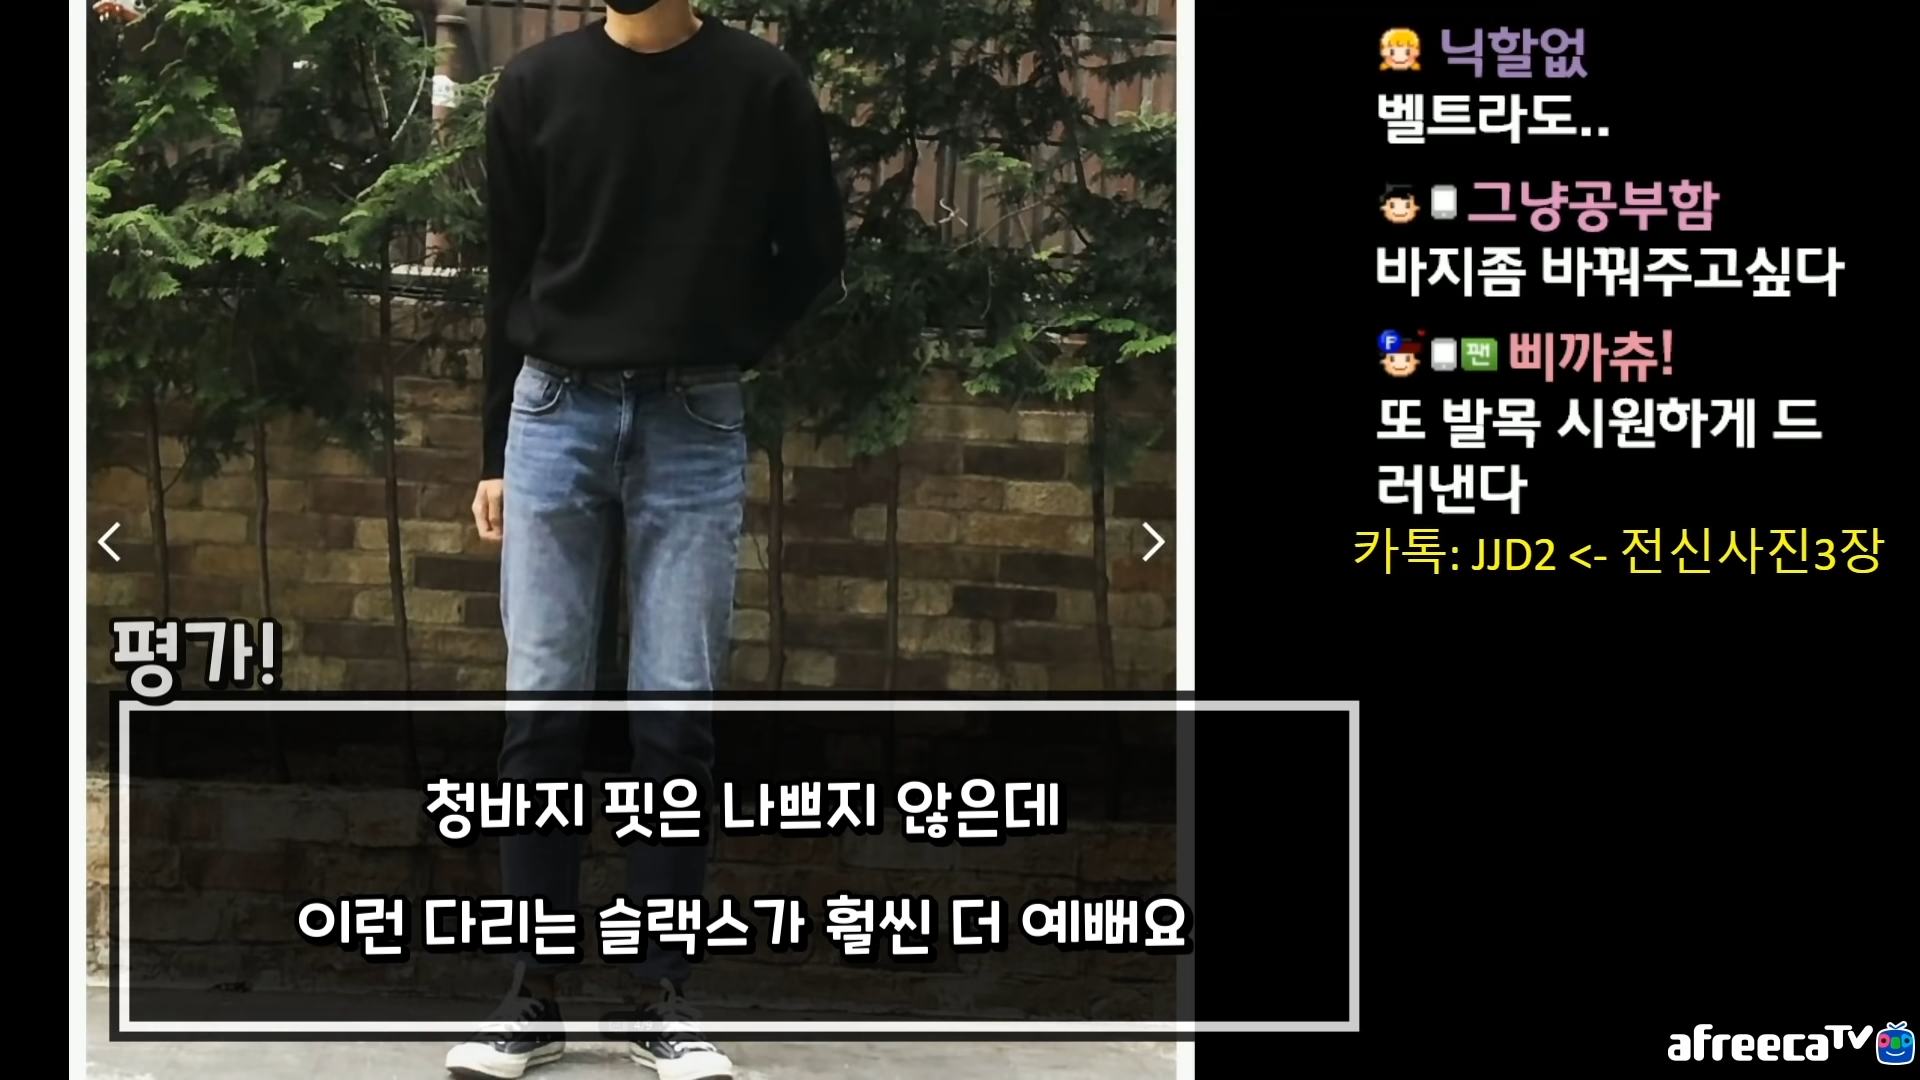 닉할없
벨트라도..
그냥공부함
바지좀 바꿔주고싶다
팬 삐까츄!
또 발목 시원하게 드
러낸다
카톡: JJD2 <- 전신사진3장
평가!
청바지 핏은 나쁘지 않은데
이런 다리는 슬랙스가 훨씬 더 예뻐요
afreecaTV